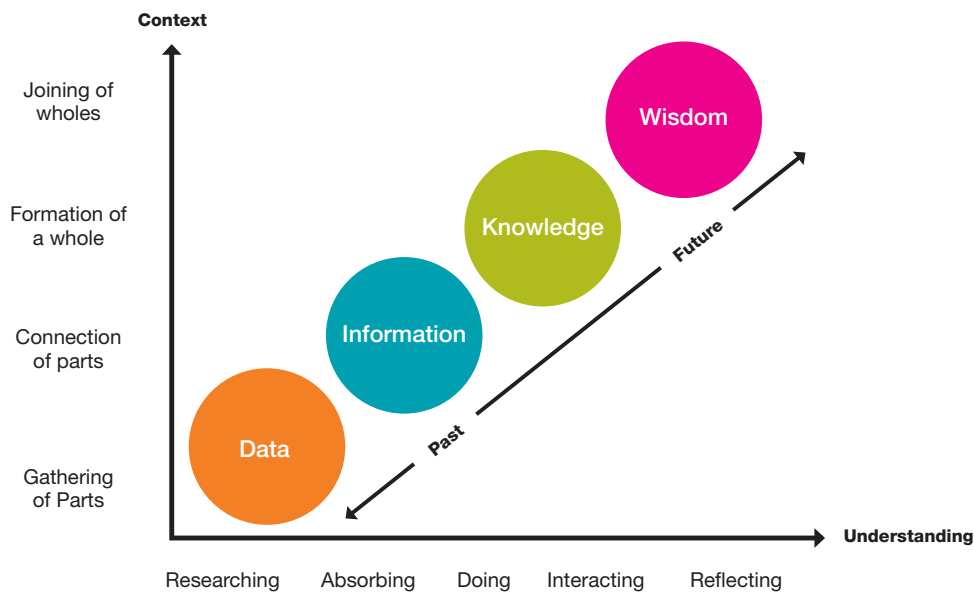 Context
Joining of
wholes
Wisdom
Formation of
a whole
Knowledge
Future
Connection
of parts
Information
Past
Gathering
of Parts
Data
Understanding
Researching
Absorbing
Doing
Interacting
Reflecting